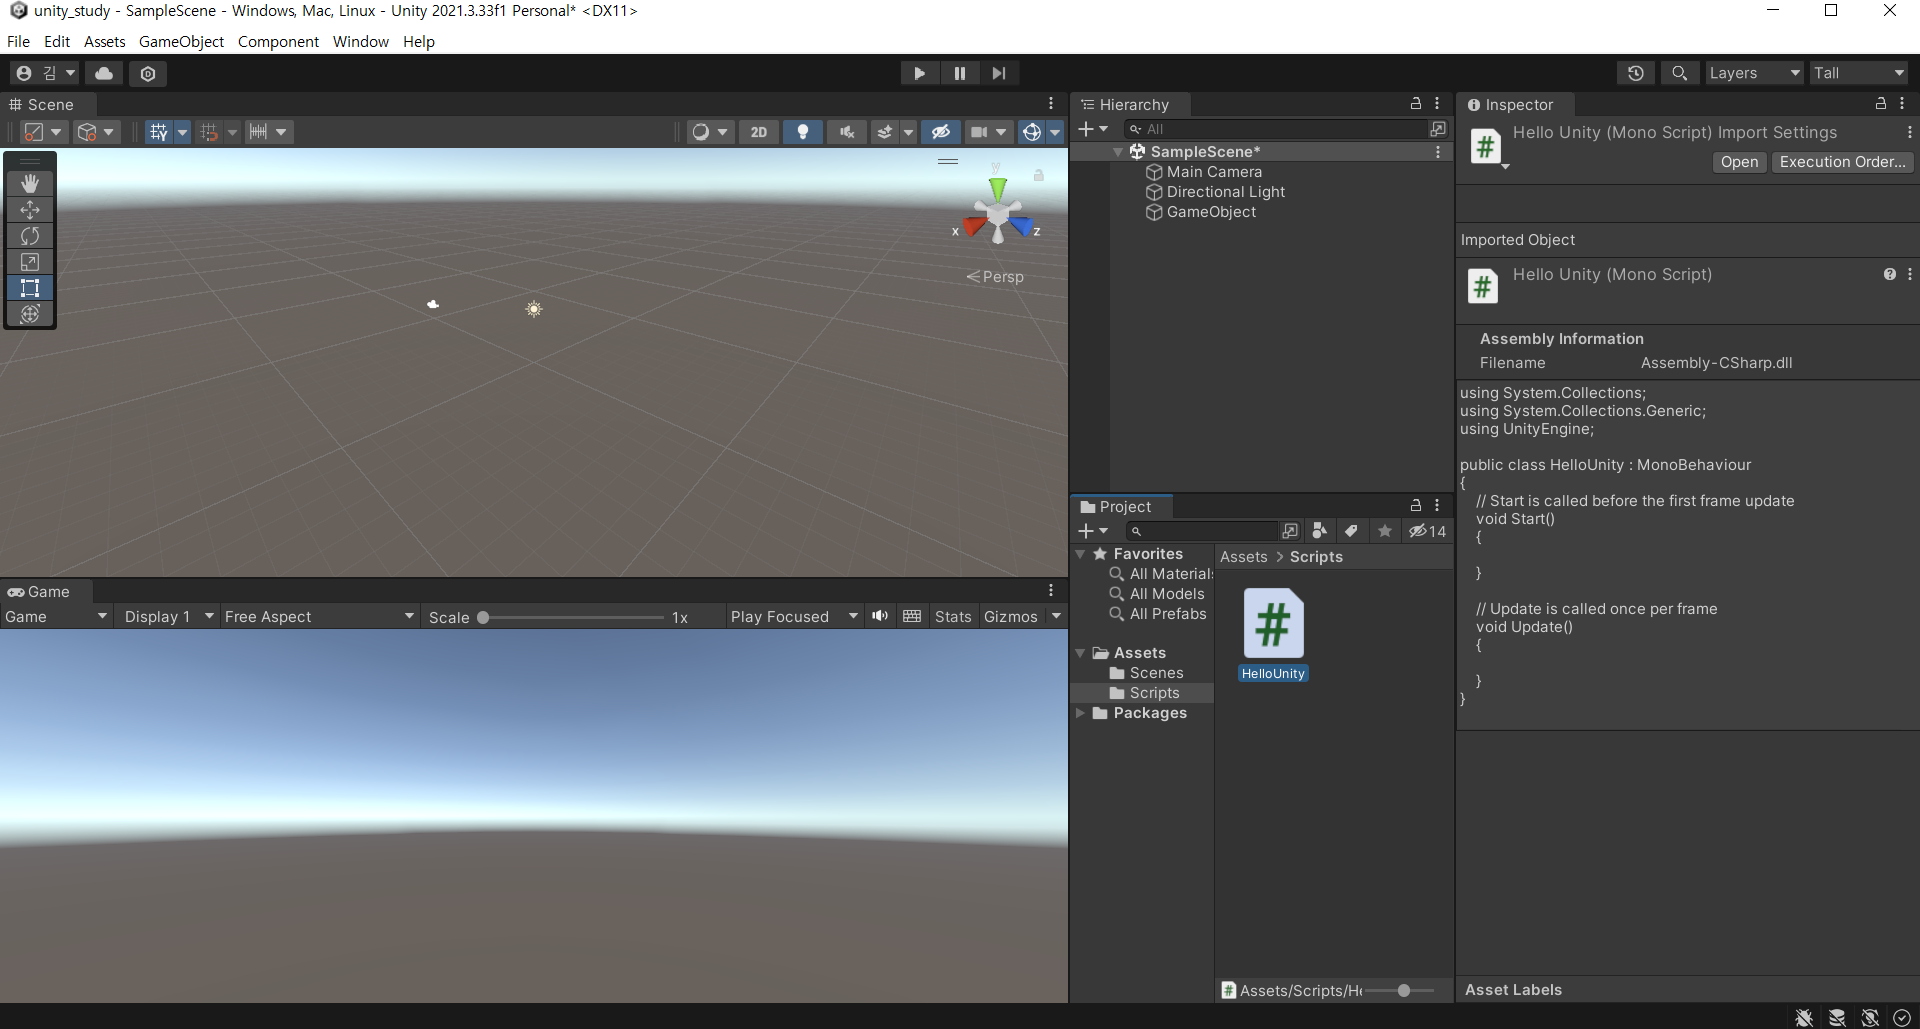 unity_study - SampleScene - Windows, Mac, Linux - Unity 2021.3.33f1 Personal* <DX11>
File Edit Assets GameObject Component Window Help
김
Layers
Tall
Scene
2D
y
x
z
Persp
Game
Game
Display 1
Free Aspect
Scale
1x
Play Focused
Stats
Gizmos
Hierarchy
All
SampleScene*
Main Camera
Directional Light
GameObject
Project
14
Favorites
All Materials
All Models
All Prefabs
Assets
Scenes
Scripts
Packages
Assets > Scripts
#
HelloUnity
Assets/Scripts/He
Inspector
#
Hello Unity (Mono Script) Import Settings
Open
Execution Order...
Imported Object
#
Hello Unity (Mono Script)
Assembly Information
Filename Assembly-CSharp.dll
using System.Collections;
using System.Collections.Generic;
using UnityEngine;
public class HelloUnity : MonoBehaviour
{
// Start is called before the first frame update
void Start()
{
}
// Update is called once per frame
void Update()
{
}
}
Asset Labels